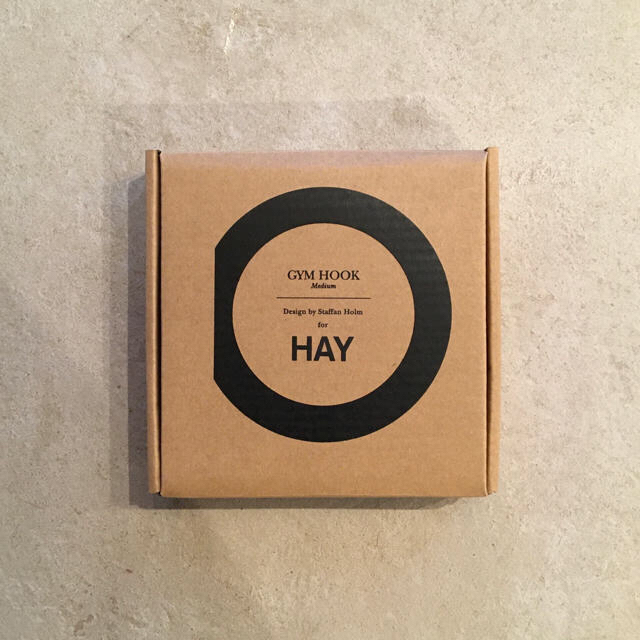 GYM HOOK
Medium
Design by Staffan Holm
for
HAY